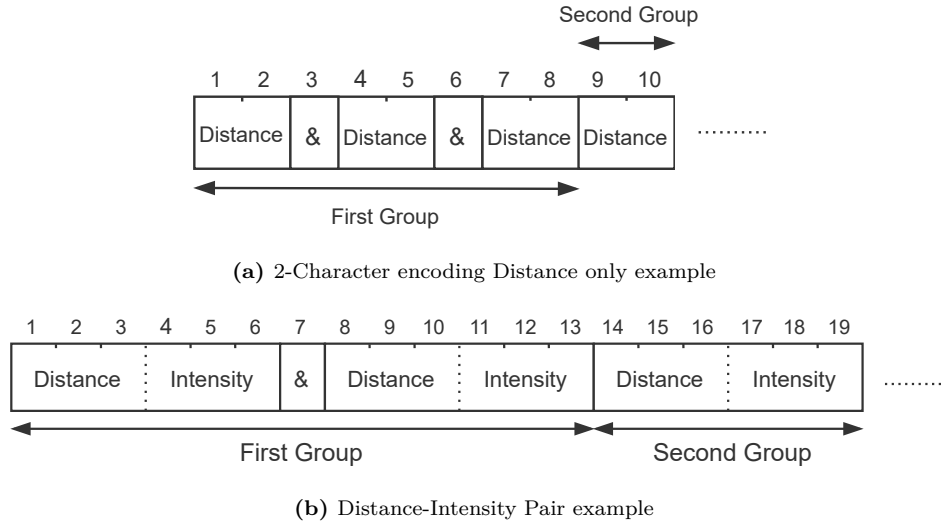 Second Group
1 2 3 4 5 6 7 8 9 10
Distance & Distance & Distance Distance
First Group
(a) 2-Character encoding Distance only example
1 2 3 4 5 6 7 8 9 10 11 12 13 14 15 16 17 18 19
Distance Intensity & Distance Intensity Distance Intensity
First Group Second Group
(b) Distance-Intensity Pair example